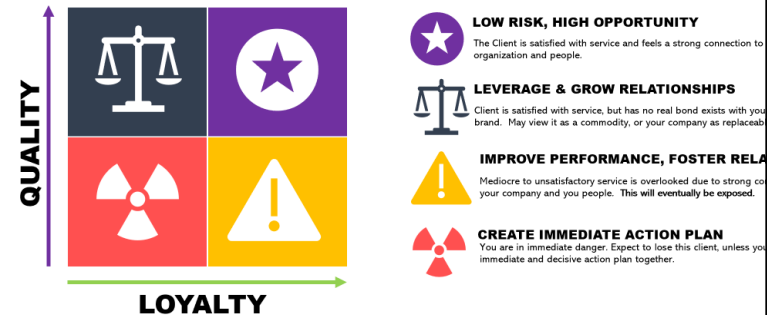 QUALITY
LOYALTY
LOW RISK, HIGH OPPORTUNITY
The Client is satisfied with service and feels a strong connection to
organization and people.
LEVERAGE & GROW RELATIONSHIPS
Client is satisfied with service, but has no real bond exists with you
brand. May view it as a commodity, or your company as
IMPROVE PERFORMANCE, FOSTER
Mediocre to unsatisfactory service is overlooked due to strong
your company and you people. This will eventually be exposed.
CREATE IMMEDIATE ACTION PLAN
You are in immediate danger. Expect to lose this client, unless
immediate and decisive action plan together.